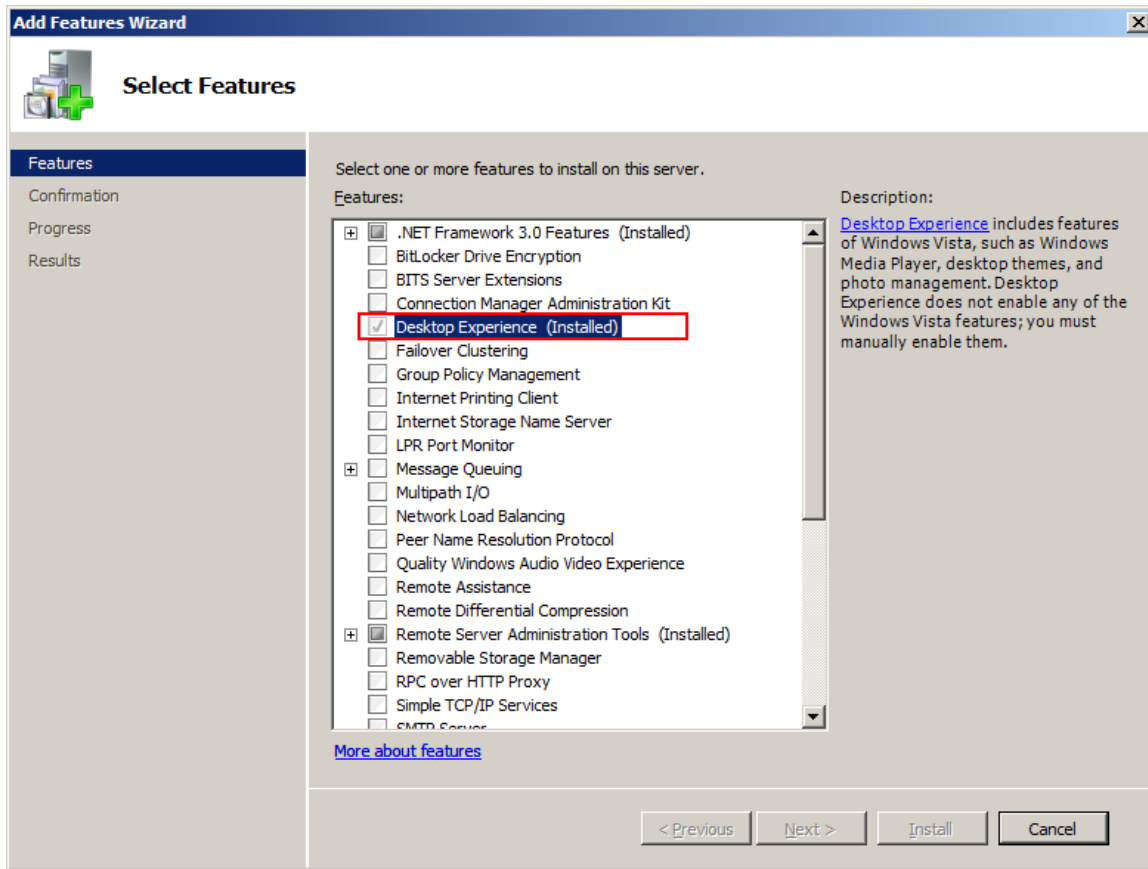 Add Features Wizard
Select Features
Features
Confirmation
Progress
Results
Select one or more features to install on this server.
Features:
.NET Framework 3.0 Features (Installed)
BitLocker Drive Encryption
BITS Server Extensions
Connection Manager Administration Kit
Desktop Experience (Installed)
Failover Clustering
Group Policy Management
Internet Printing Client
Internet Storage Name Server
LPR Port Monitor
Message Queuing
Multipath I/O
Network Load Balancing
Peer Name Resolution Protocol
Quality Windows Audio Video Experience
Remote Assistance
Remote Differential Compression
Remote Server Administration Tools (Installed)
Removable Storage Manager
RPC over HTTP Proxy
Simple TCP/IP Services
SMTP Server
More about features
Description:
Desktop Experience includes features
of Windows Vista, such as Windows
Media Player, desktop themes, and
photo management. Desktop
Experience does not enable any of the
Windows Vista features; you must
manually enable them.
< Previous
Next >
Install
Cancel